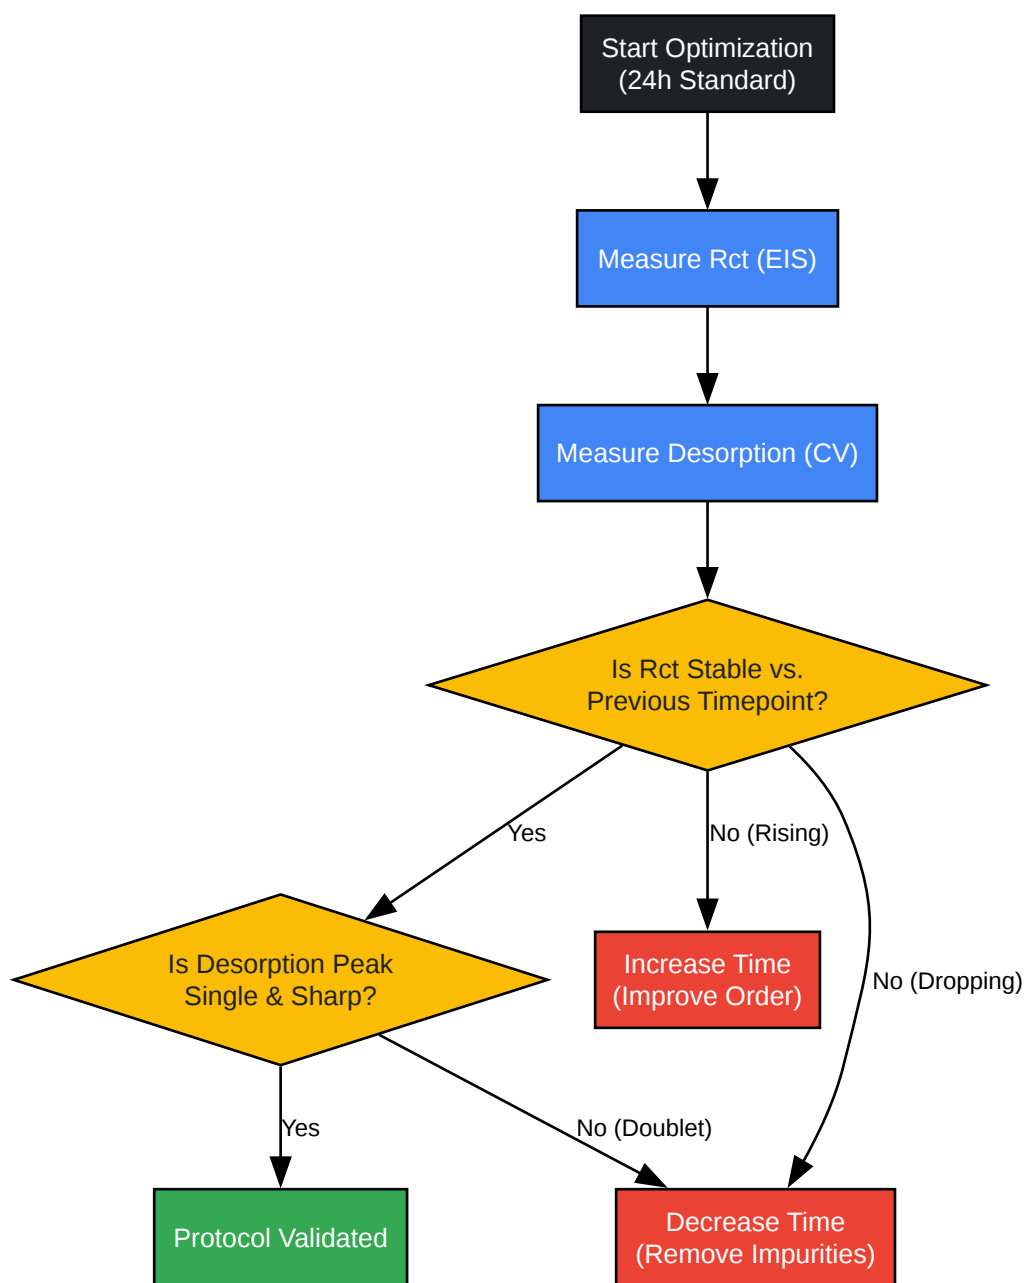 Start Optimization
(24h Standard)
Measure Rct (EIS)
Measure Desorption (CV)
Is Rct Stable vs.
Previous Timepoint?
Yes
No (Rising)
Is Desorption Peak
Single & Sharp?
Increase Time
(Improve Order)
No (Dropping)
Yes
No (Doublet)
Protocol Validated
Decrease Time
(Remove Impurities)